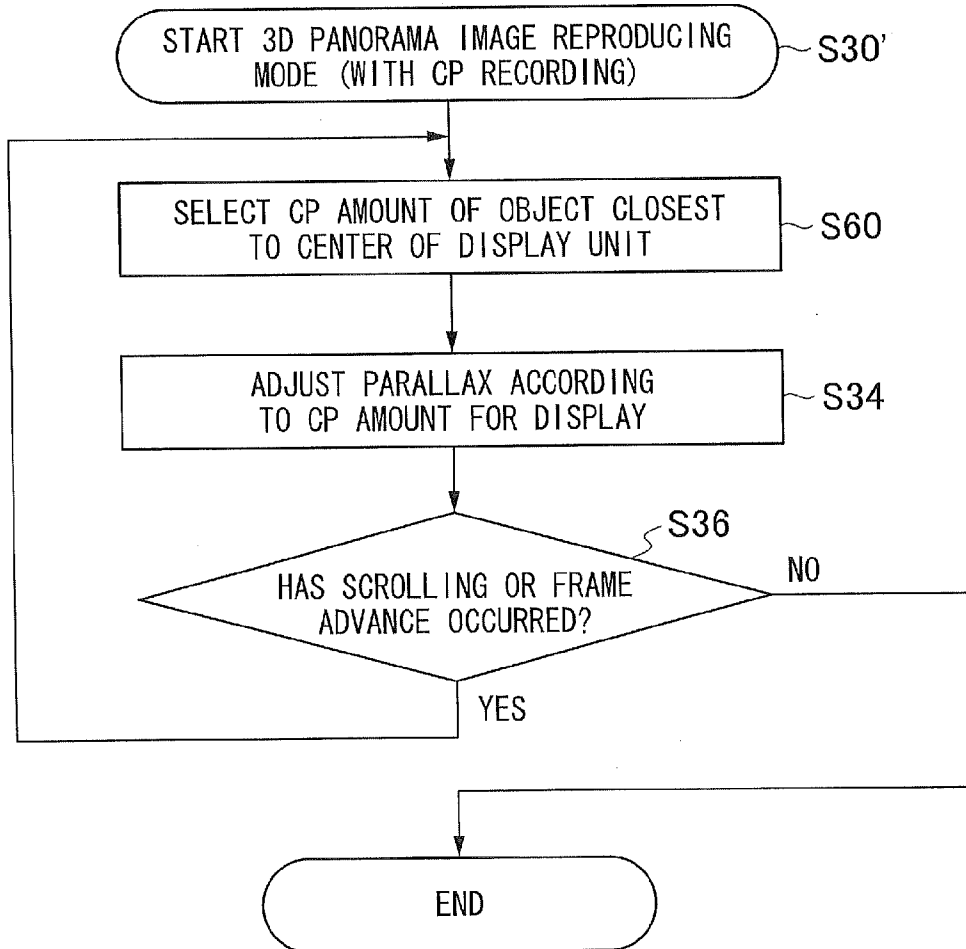 START 3D PANORAMA IMAGE REPRODUCING
MODE (WITH CP RECORDING)
S30'
SELECT CP AMOUNT OF OBJECT CLOSEST
TO CENTER OF DISPLAY UNIT
S60
ADJUST PARALLAX ACCORDING
TO CP AMOUNT FOR DISPLAY
S34
S36
HAS SCROLLING OR FRAME
ADVANCE OCCURRED?
NO
YES
END